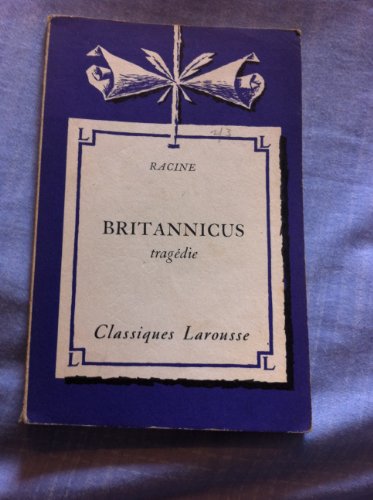 L L
RACINE
BRITANNICUS
tragédie
Classiques Larousse
L L